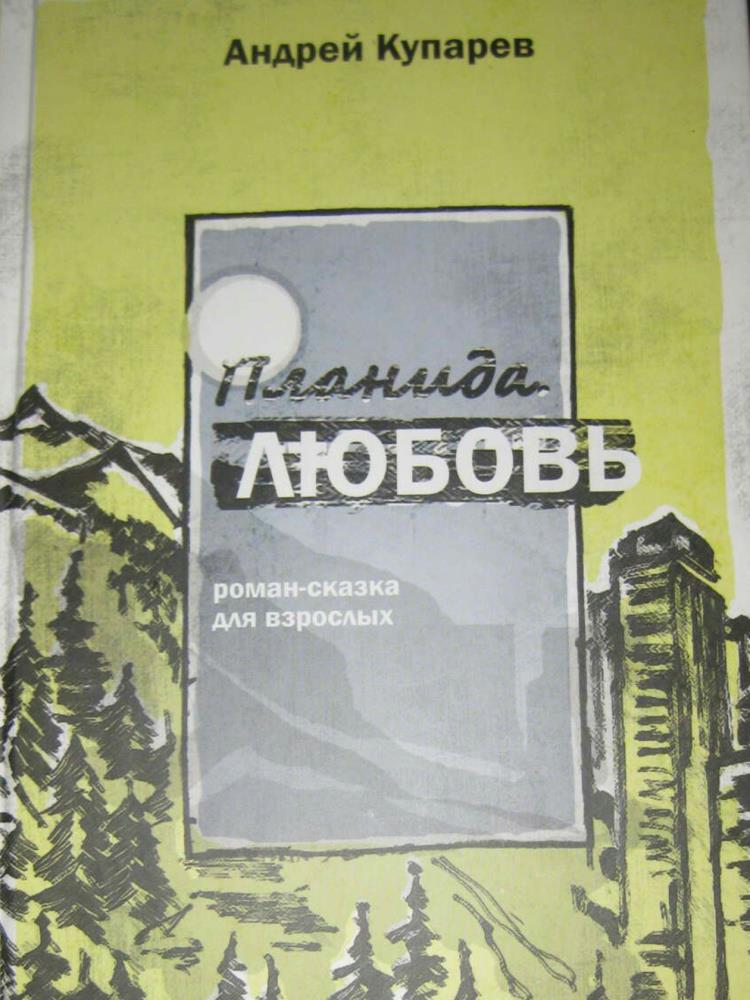 Андрей Купарев
Планида.
ЛЮБОВЬ
роман-сказка
для взрослых